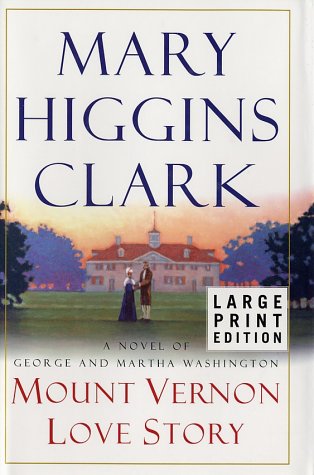 MARY
HIGGINS
CLARK
LARGE
PRINT
EDITION
A NOVEL OF
GEORGE AND MARTHA WASHINGTON
MOUNT VERNON
LOVE STORY